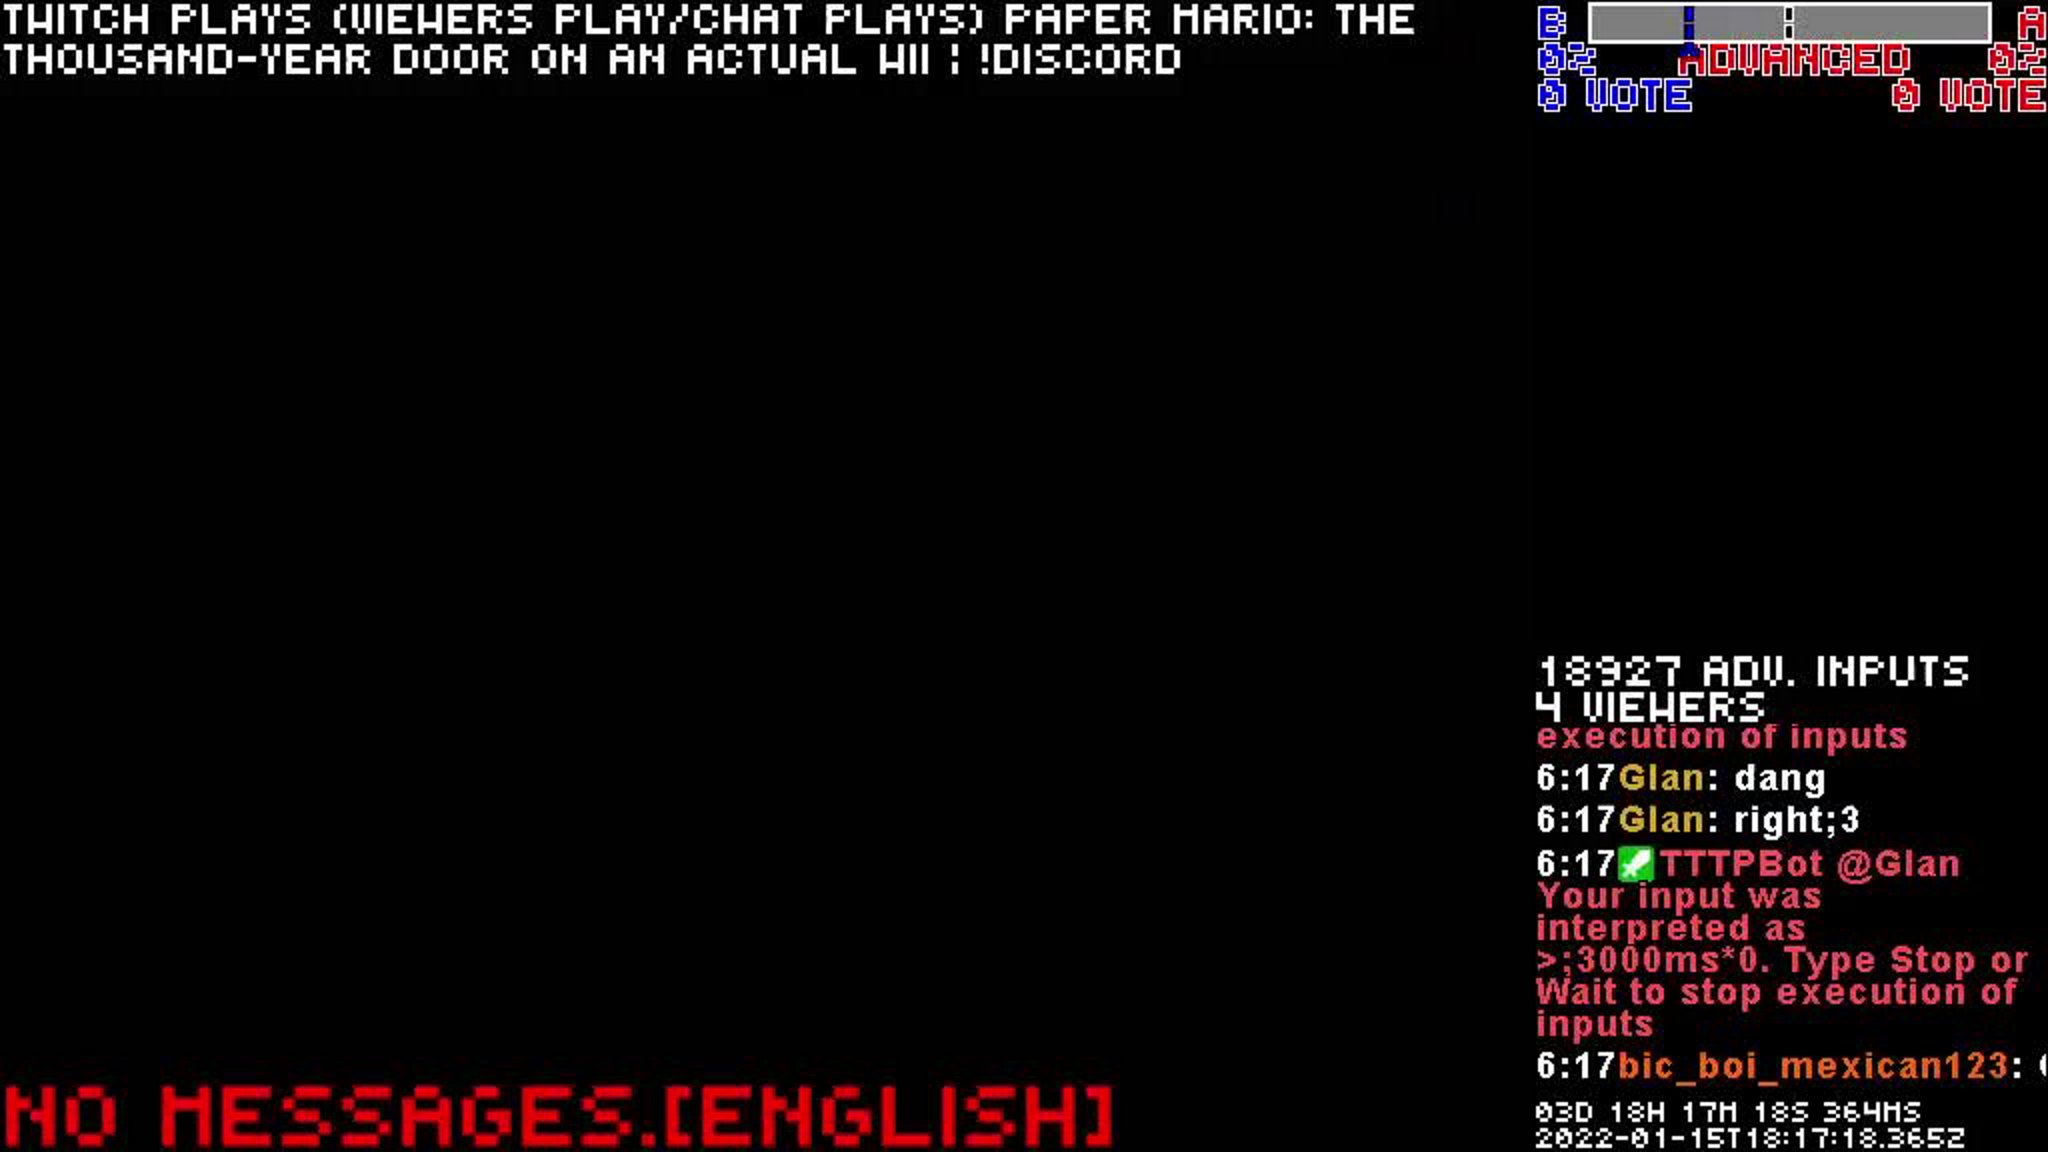 TWITCH PLAYS (VIEWERS PLAY/CHAT PLAYS) PAPER MARIO: THE
THOUSAND-YEAR DOOR ON AN ACTUAL WII ¦ !DISCORD
B A
0% ADVANCED 0%
0 VOTE 0 VOTE
18927 ADV. INPUTS
4 VIEWERS
execution of inputs
6:17Glan: dang
6:17Glan: right;3
6:17 TTTPBot @Glan
Your input was
interpreted as
>;3000ms*0. Type Stop or
Wait to stop execution of
inputs
6:17bic_boi_mexican123:
NO MESSAGES.[ENGLISH]
03D 18H 17M 18S 364MS
2022-01-15T18:17:18.365Z